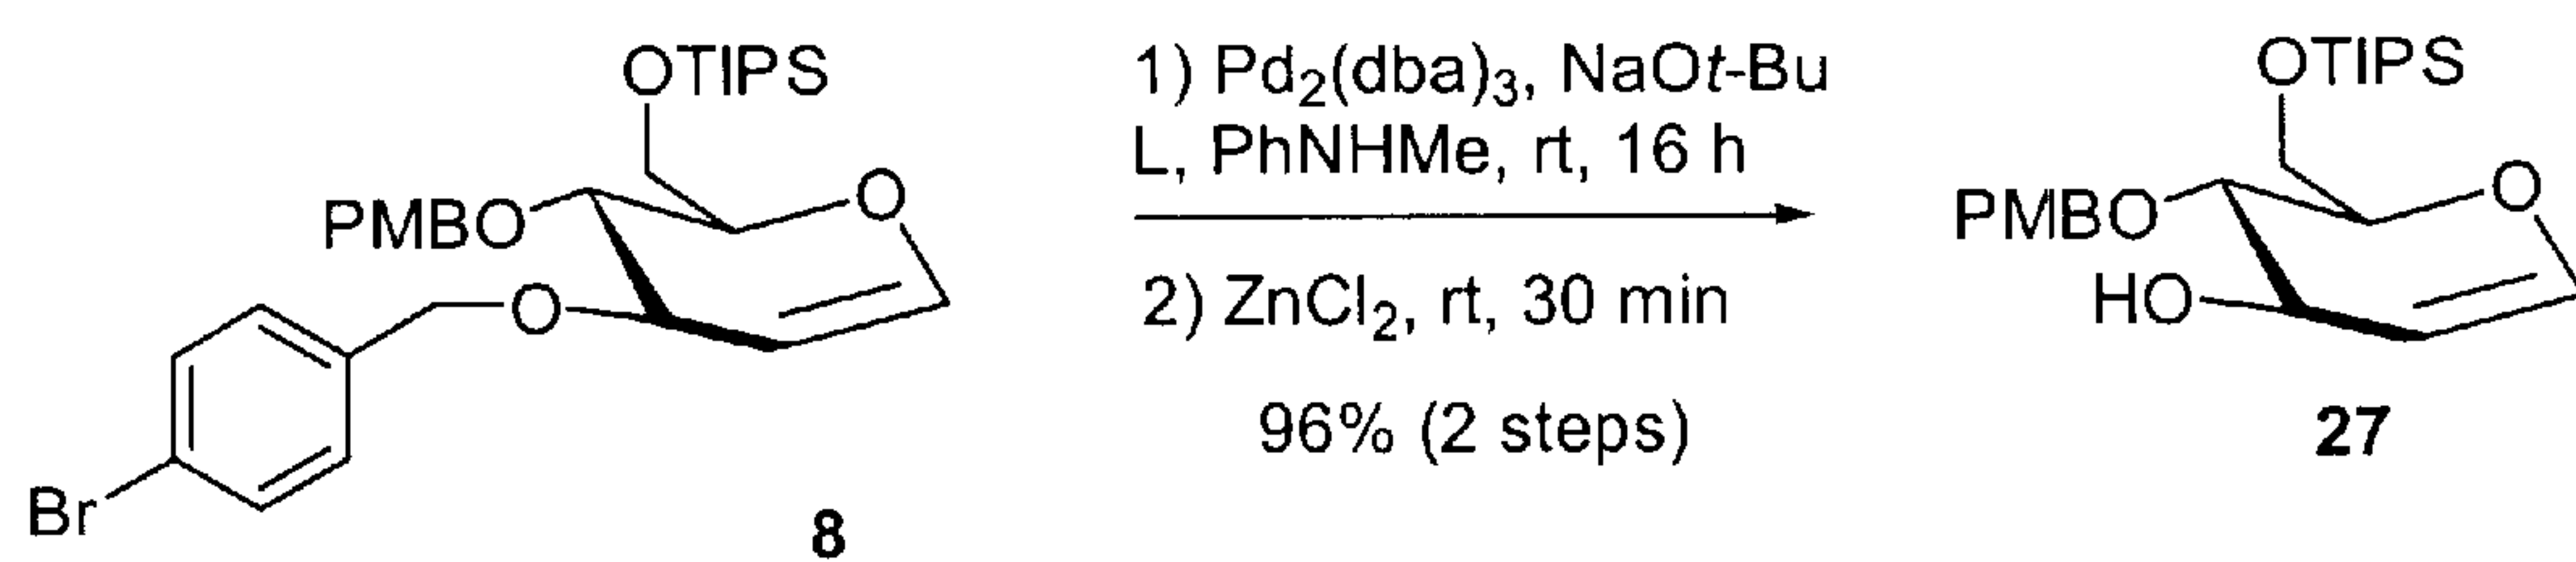 OTIPS
O
PMBO
O
Br
8
1) Pd₂(dba)₃, NaOt-Bu
L, PhNHMe, rt, 16 h
2) ZnCl₂, rt, 30 min
96% (2 steps)
OTIPS
O
PMBO
HO
27